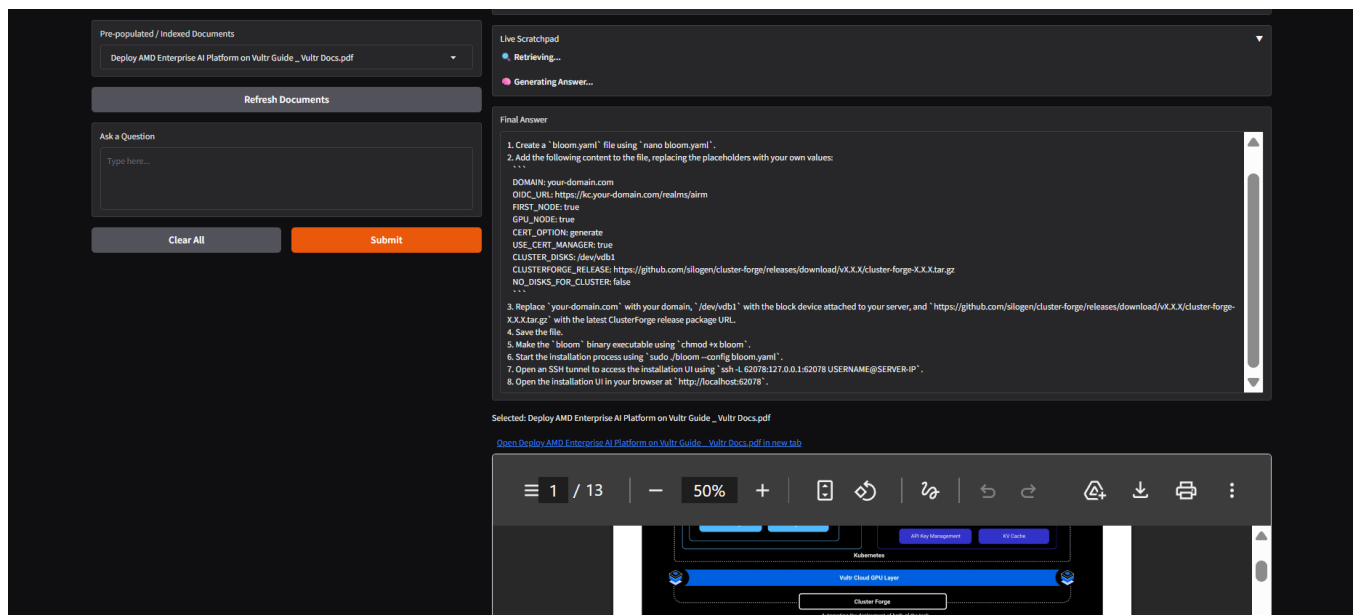 Pre-populated / Indexed Documents
Deploy AMD Enterprise AI Platform on Vultr Guide _ Vultr Docs.pdf
Refresh Documents
Ask a Question
Type here...
Clear All
Submit
Live Scratchpad
Retrieving...
Generating Answer...
Final Answer
1. Create a `bloom.yaml` file using `nano bloom.yaml`.
2. Add the following content to the file, replacing the placeholders with your own values:
```
DOMAIN: your-domain.com
OIDC_URL: https://kc.your-domain.com/realms/airm
FIRST_NODE: true
GPU_NODE: true
CERT_OPTION: generate
USE_CERT_MANAGER: true
CLUSTER_DISKS: /dev/vdb1
CLUSTERFORGE_RELEASE: https://github.com/silogen/cluster-forge/releases/download/vX.X.X/cluster-forge-X.X.X.tar.gz
NO_DISKS_FOR_CLUSTER: false
```
3. Replace `your-domain.com` with your domain, `/dev/vdb1` with the block device attached to your server, and `https://github.com/silogen/cluster-forge/releases/download/vX.X.X/cluster-forge-
X.X.X.tar.gz` with the latest ClusterForge release package URL.
4. Save the file.
5. Make the `bloom` binary executable using `chmod +x bloom`.
6. Start the installation process using `sudo ./bloom --config bloom.yaml`.
7. Open an SSH tunnel to access the installation UI using `ssh -L 62078:127.0.0.1:62078 USERNAME@SERVER-IP`.
8. Open the installation UI in your browser at `http://localhost:62078`.
Selected: Deploy AMD Enterprise AI Platform on Vultr Guide _ Vultr Docs.pdf
Open Deploy AMD Enterprise AI Platform on Vultr Guide _ Vultr Docs.pdf in new tab
1 / 13
50%
API Key Management
KV Cache
Kubernetes
Vultr Cloud GPU Layer
Cluster Forge